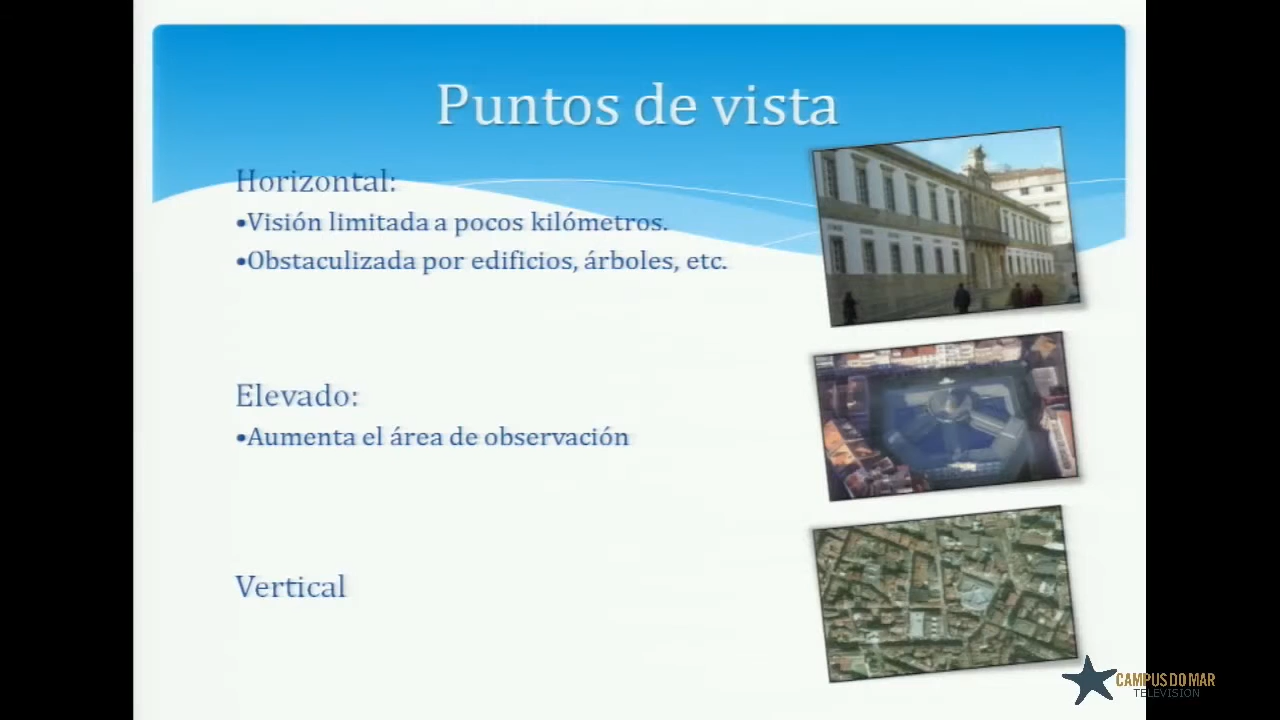 Puntos de vista
Horizontal:
•Visión limitada a pocos kilómetros.
•Obstaculizada por edificios, árboles, etc.
Elevado:
•Aumenta el área de observación
Vertical
CAMPUS DO MAR
TELEVISION